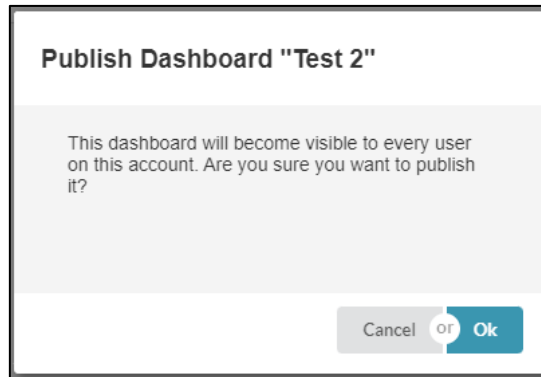 Publish Dashboard "Test 2"
This dashboard will become visible to every user
on this account. Are you sure you want to publish
it?
Cancel or Ok